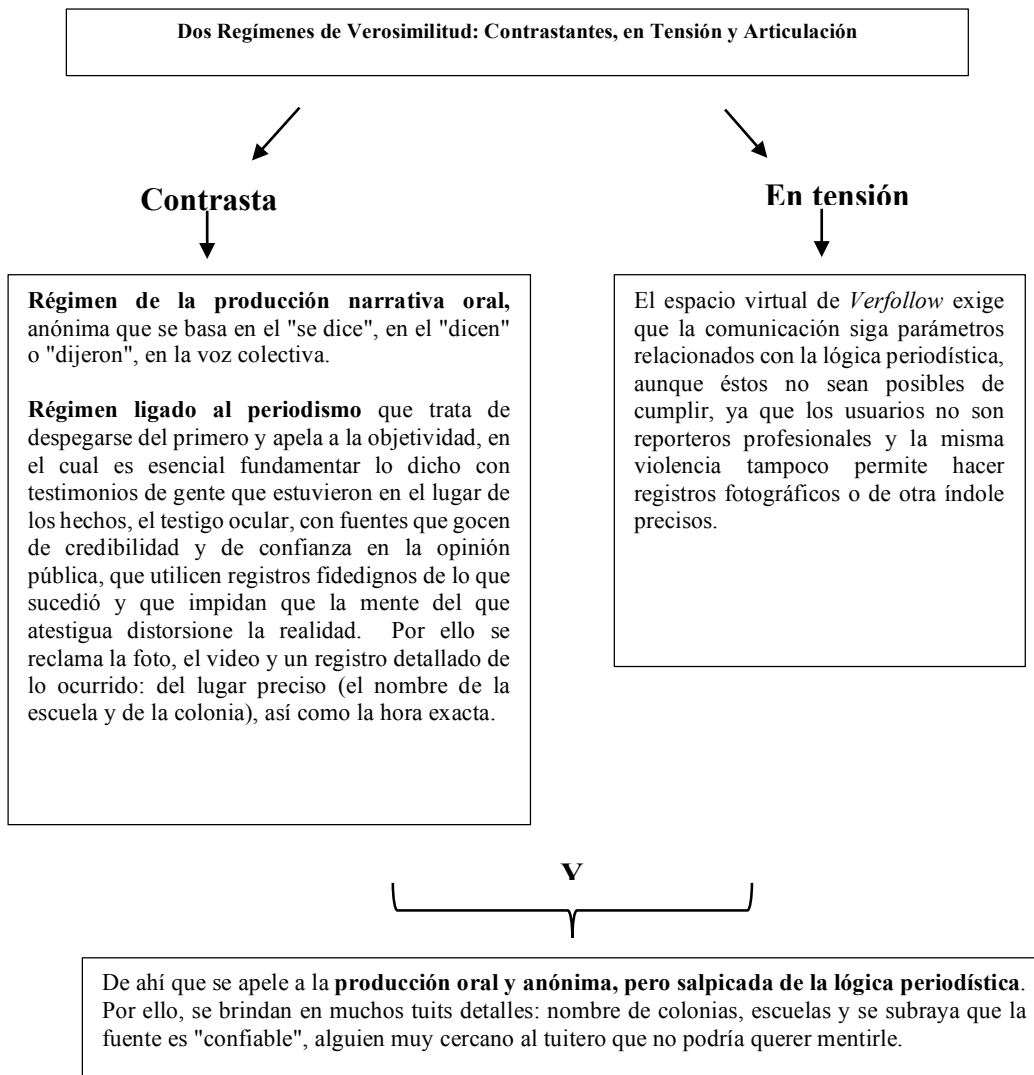 Dos Regímenes de Verosimilitud: Contrastantes, en Tensión y Articulación
Contrasta
Régimen de la producción narrativa oral,
anónima que se basa en el "se dice", en el "dicen"
o "dijeron", en la voz colectiva.
Régimen ligado al periodismo que trata de
despegarse del primero y apela a la objetividad, en
el cual es esencial fundamentar lo dicho con
testimonios de gente que estuvieron en el lugar de
los hechos, el testigo ocular, con fuentes que gocen
de credibilidad y de confianza en la opinión
pública, que utilicen registros fidedignos de lo que
sucedió y que impidan que la mente del que
atestigua distorsione la realidad. Por ello se
reclama la foto, el video y un registro detallado de
lo ocurrido: del lugar preciso (el nombre de la
escuela y de la colonia), así como la hora exacta.
En tensión
El espacio virtual de Verfollow exige
que la comunicación siga parámetros
relacionados con la lógica periodística,
aunque éstos no sean posibles de
cumplir, ya que los usuarios no son
reporteros profesionales y la misma
violencia tampoco permite hacer
registros fotográficos o de otra índole
precisos.
Y
De ahí que se apele a la producción oral y anónima, pero salpicada de la lógica periodística.
Por ello, se brindan en muchos tuits detalles: nombre de colonias, escuelas y se subraya que la
fuente es "confiable", alguien muy cercano al tuitero que no podría querer mentirle.